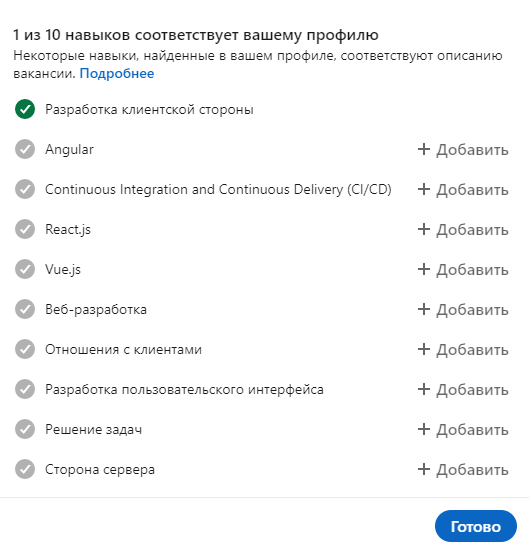 1 из 10 навыков соответствует вашему профилю
Некоторые навыки, найденные в вашем профиле, соответствуют описанию
вакансии. Подробнее
Разработка клиентской стороны
Angular + Добавить
Continuous Integration and Continuous Delivery (CI/CD) + Добавить
React.js + Добавить
Vue.js + Добавить
Веб-разработка + Добавить
Отношения с клиентами + Добавить
Разработка пользовательского интерфейса + Добавить
Решение задач + Добавить
Сторона сервера + Добавить
Готово